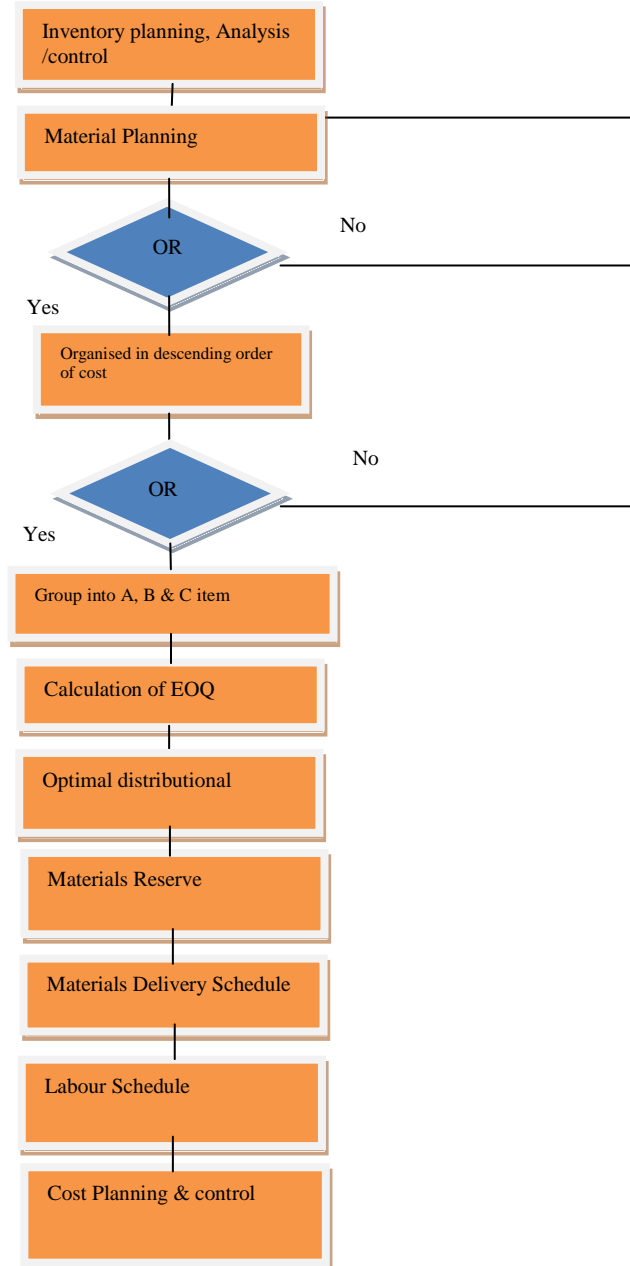 Inventory planning, Analysis
/control
Material Planning
OR
No
Yes
Organised in descending order
of cost
OR
No
Yes
Group into A, B & C item
Calculation of EOQ
Optimal distributional
Materials Reserve
Materials Delivery Schedule
Labour Schedule
Cost Planning & control